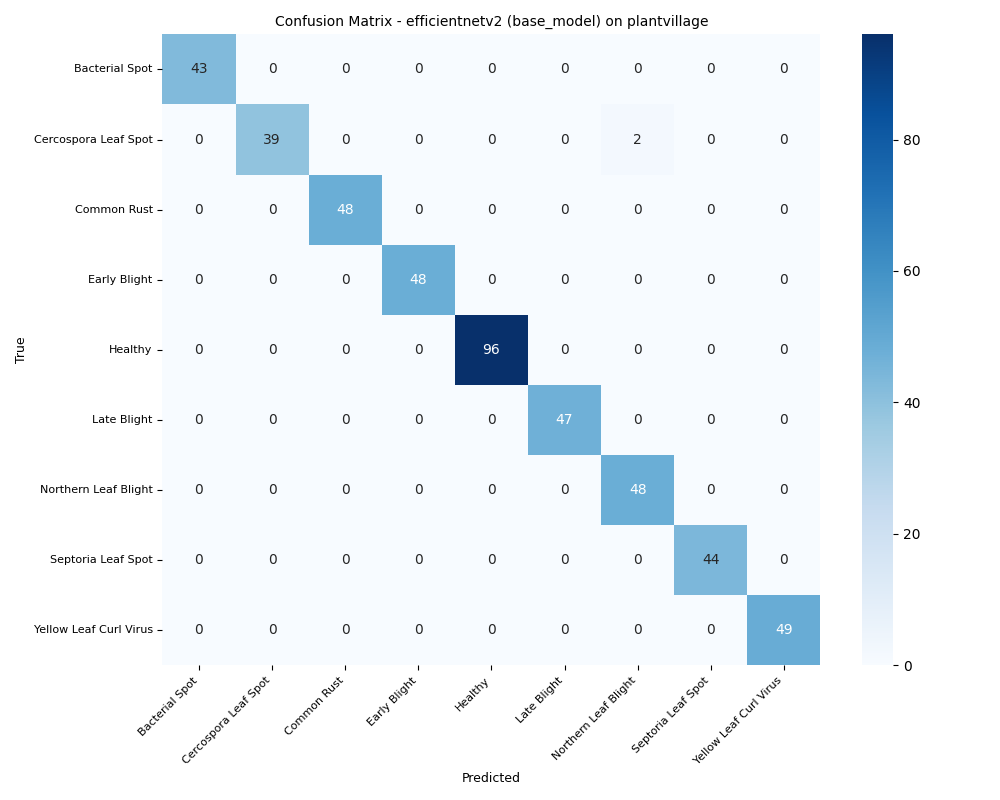 Confusion Matrix - efficientnetv2 (base_model) on plantvillage
True
Bacterial Spot 43 0 0 0 0 0 0 0 0
Cercospora Leaf Spot 0 39 0 0 0 0 2 0 0
Common Rust 0 0 48 0 0 0 0 0 0
Early Blight 0 0 0 48 0 0 0 0 0
Healthy 0 0 0 0 96 0 0 0 0
Late Blight 0 0 0 0 0 47 0 0 0
Northern Leaf Blight 0 0 0 0 0 0 48 0 0
Septoria Leaf Spot 0 0 0 0 0 0 0 44 0
Yellow Leaf Curl Virus 0 0 0 0 0 0 0 0 49
Bacterial Spot
Cercospora Leaf Spot
Common Rust
Early Blight
Healthy
Late Blight
Northern Leaf Blight
Septoria Leaf Spot
Yellow Leaf Curl Virus
Predicted
80
60
40
20
0